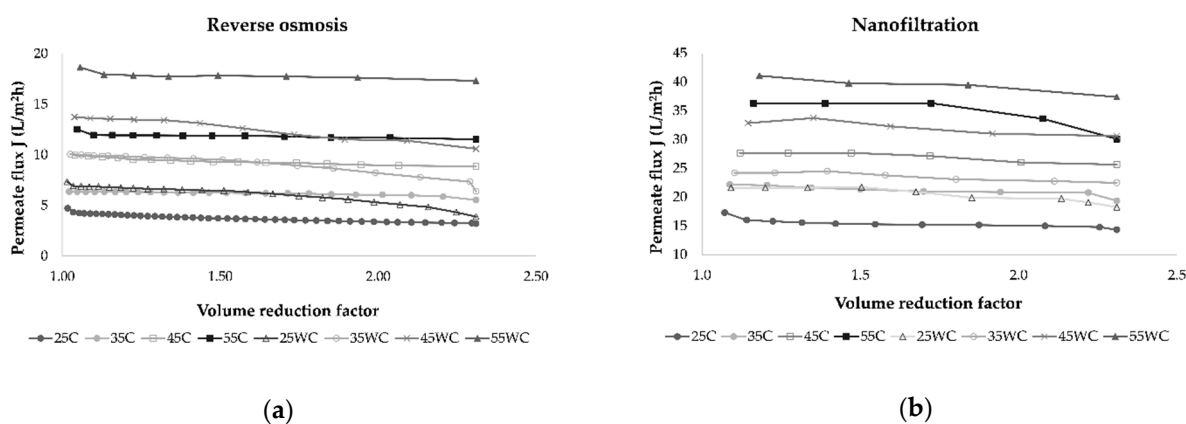 Reverse osmosis
Permeate flux J (L/m²h)
20
15
10
5
0
1.00 1.50 2.00 2.50
Volume reduction factor
25C 35C 45C 55C 25WC 35WC 45WC 55WC
(a)
Nanofiltration
Permeate flux J (L/m²h)
45
40
35
30
25
20
15
10
1.0 1.5 2.0 2.5
Volume reduction factor
25C 35C 45C 55C 25WC 35WC 45WC 55WC
(b)